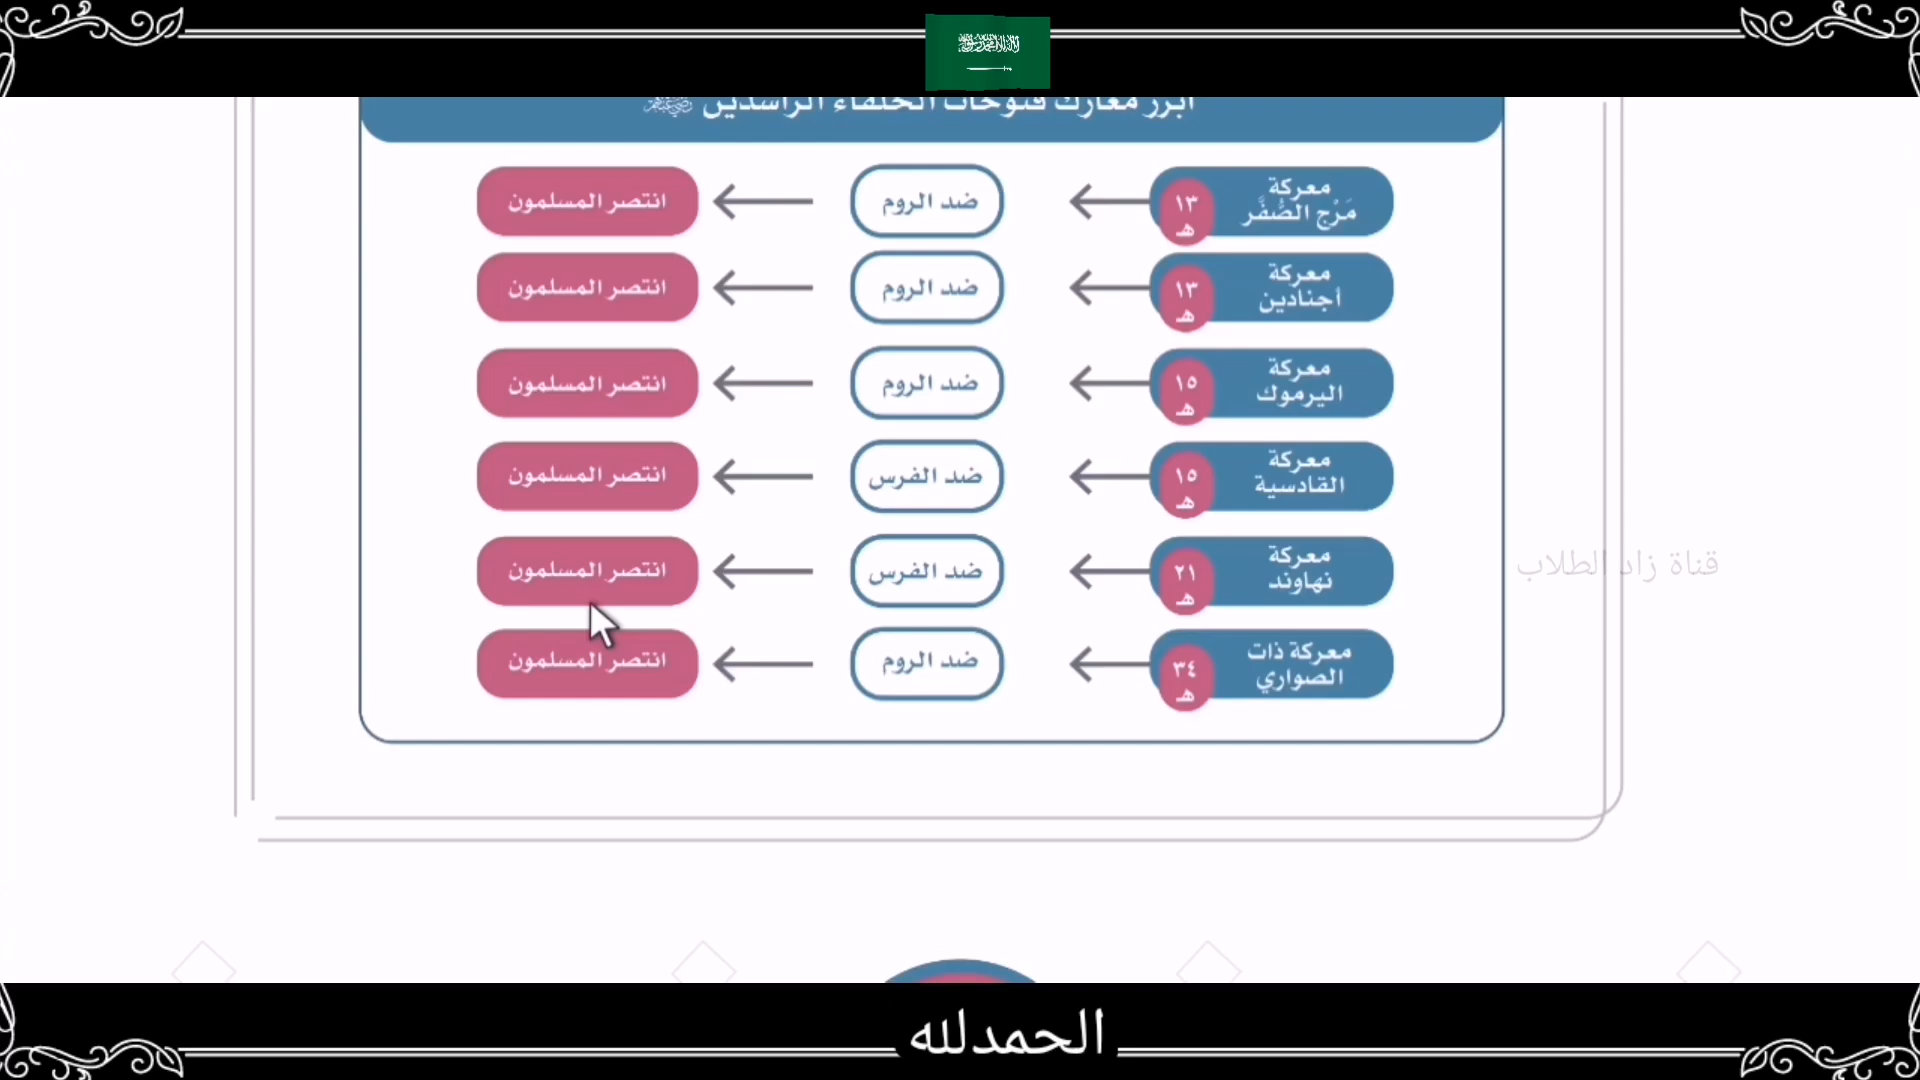 أبرز معارك فتوحات الخلفاء الراشدين
معركة
مَرْج الصُّفَّر
١٣
هـ
ضد الروم
انتصر المسلمون
معركة
أجنادين
١٣
هـ
ضد الروم
انتصر المسلمون
معركة
اليرموك
١٥
هـ
ضد الروم
انتصر المسلمون
معركة
القادسية
١٥
هـ
ضد الفرس
انتصر المسلمون
معركة
نهاوند
٢١
هـ
ضد الفرس
انتصر المسلمون
معركة ذات
الصواري
٣٤
هـ
ضد الروم
انتصر المسلمون
قناة زاد الطلاب
الحمدلله